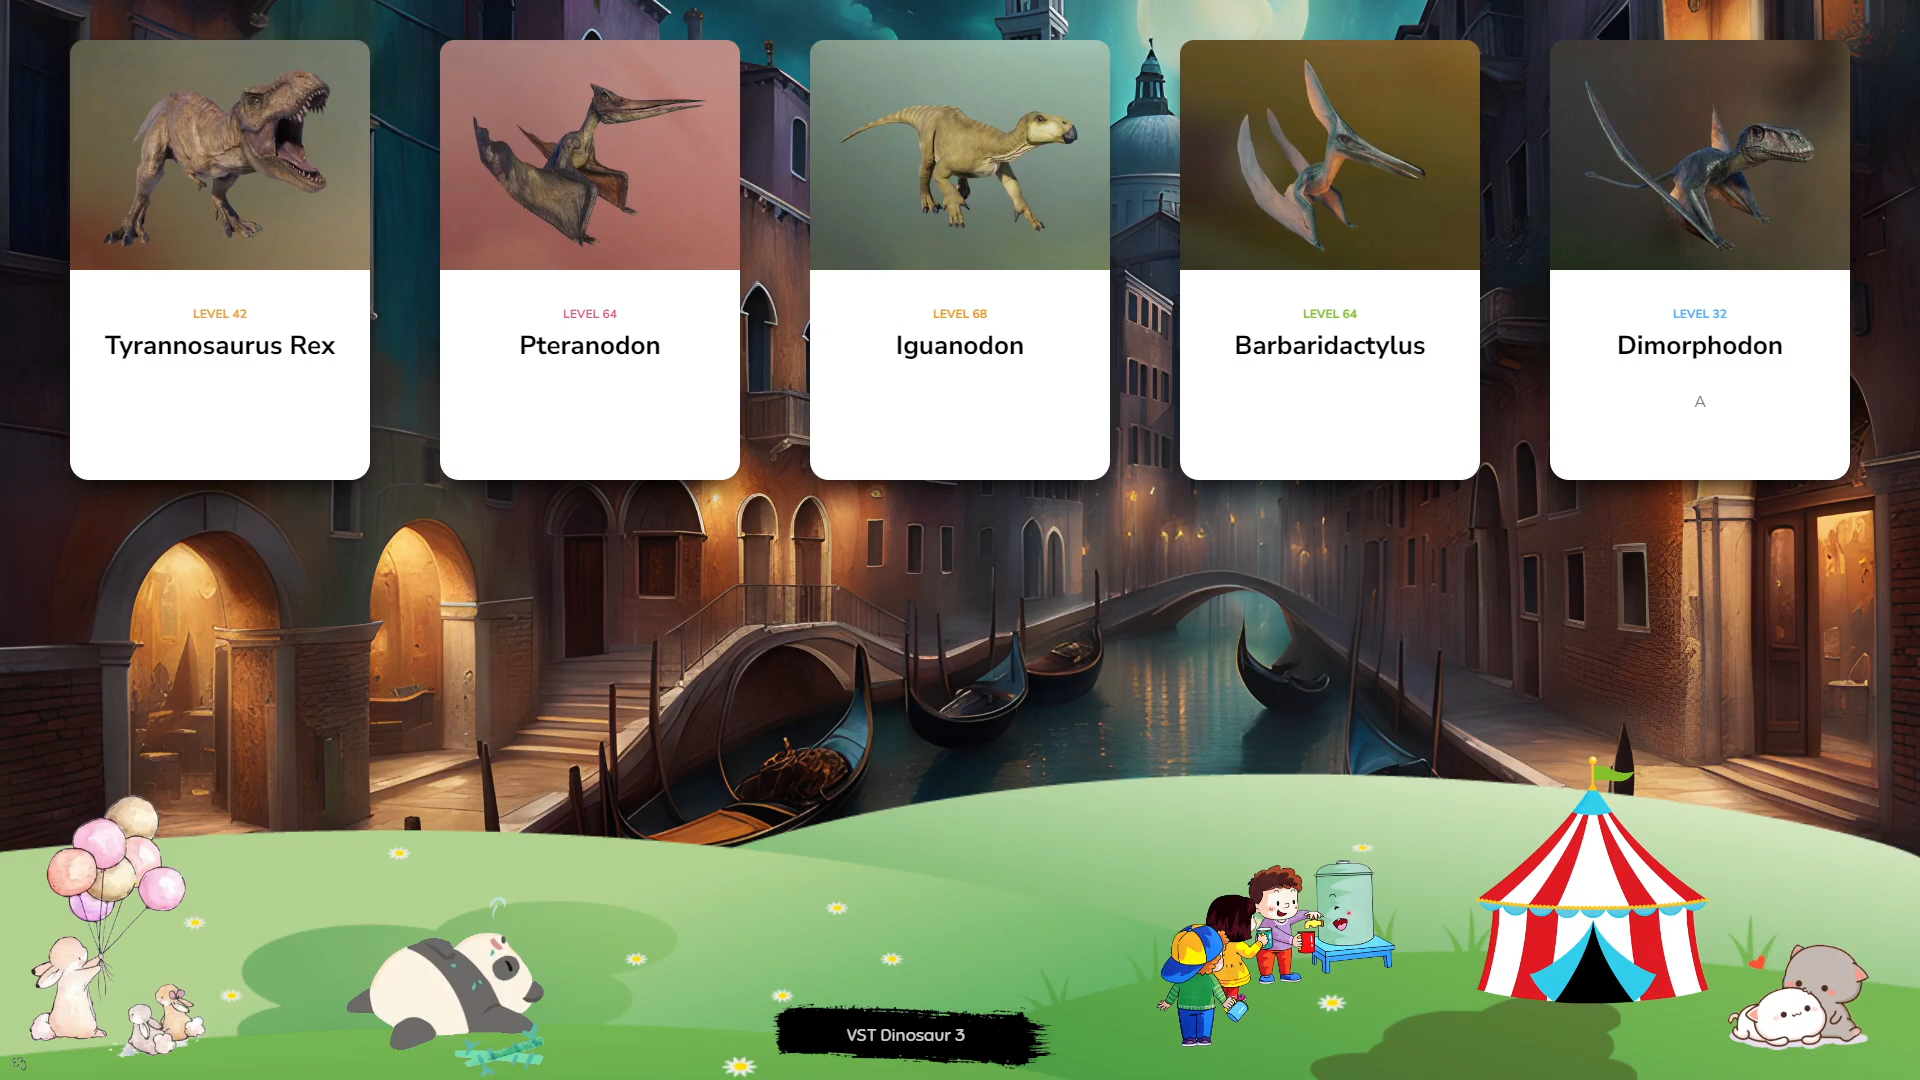 LEVEL 42
Tyrannosaurus Rex
LEVEL 64
Pteranodon
LEVEL 68
Iguanodon
LEVEL 64
Barbaridactylus
LEVEL 32
Dimorphodon
A
VST Dinosaur 3